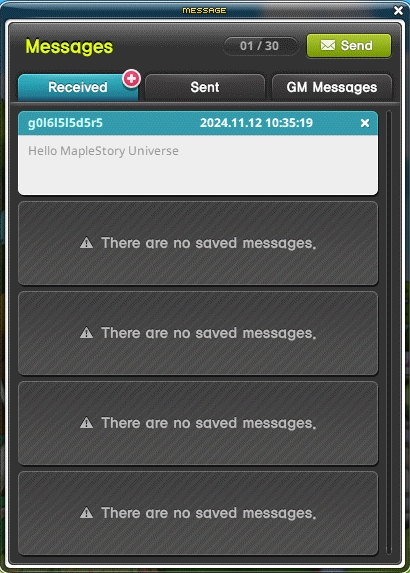 MESSAGE
Messages
01 / 30
Send
Received
Sent
GM Messages
g0l6l5l5d5r5 2024.11.12 10:35:19
Hello MapleStory Universe
There are no saved messages.
There are no saved messages.
There are no saved messages.
There are no saved messages.